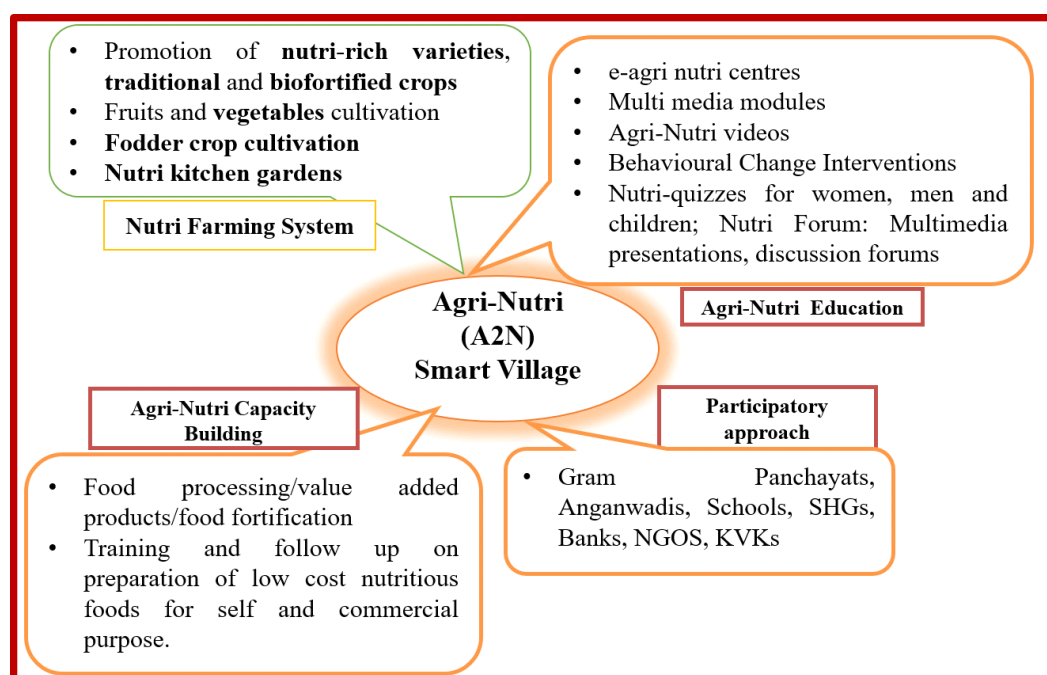 • Promotion of nutri-rich varieties,
traditional and biofortified crops
• Fruits and vegetables cultivation
• Fodder crop cultivation
• Nutri kitchen gardens
Nutri Farming System
• e-agri nutri centres
• Multi media modules
• Agri-Nutri videos
• Behavioural Change Interventions
• Nutri-quizzes for women, men and
children; Nutri Forum: Multimedia
presentations, discussion forums
Agri-Nutri Education
Agri-Nutri
(A2N)
Smart Village
Agri-Nutri Capacity
Building
• Food processing/value added
products/food fortification
• Training and follow up on
preparation of low cost nutritious
foods for self and commercial
purpose.
Participatory
approach
• Gram Panchayats,
Anganwadis, Schools, SHGs,
Banks, NGOS, KVKs